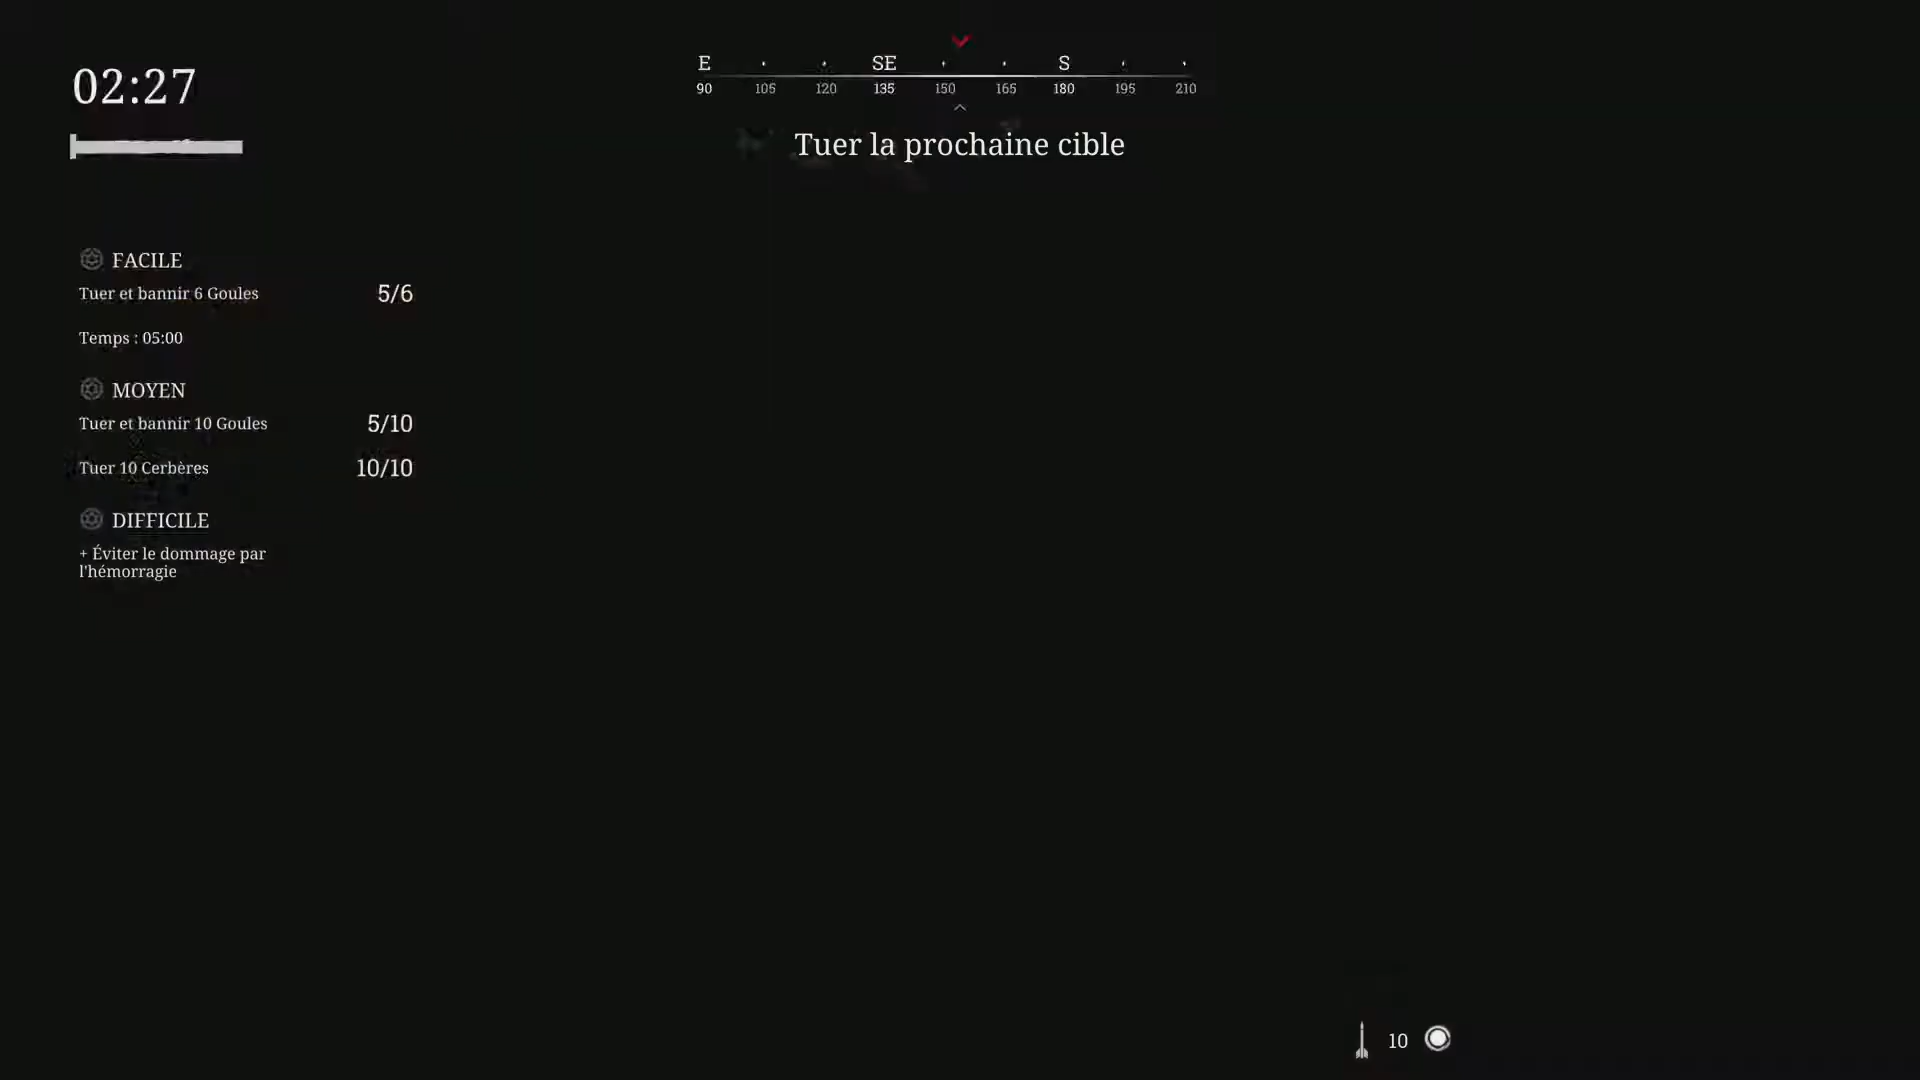 02:27
E SE S
90 105 120 135 150 165 180 195 210
Tuer la prochaine cible
FACILE
Tuer et bannir 6 Goules 5/6
Temps : 05:00
MOYEN
Tuer et bannir 10 Goules 5/10
Tuer 10 Cerbères 10/10
DIFFICILE
+ Éviter le dommage par
l'hémorragie
10